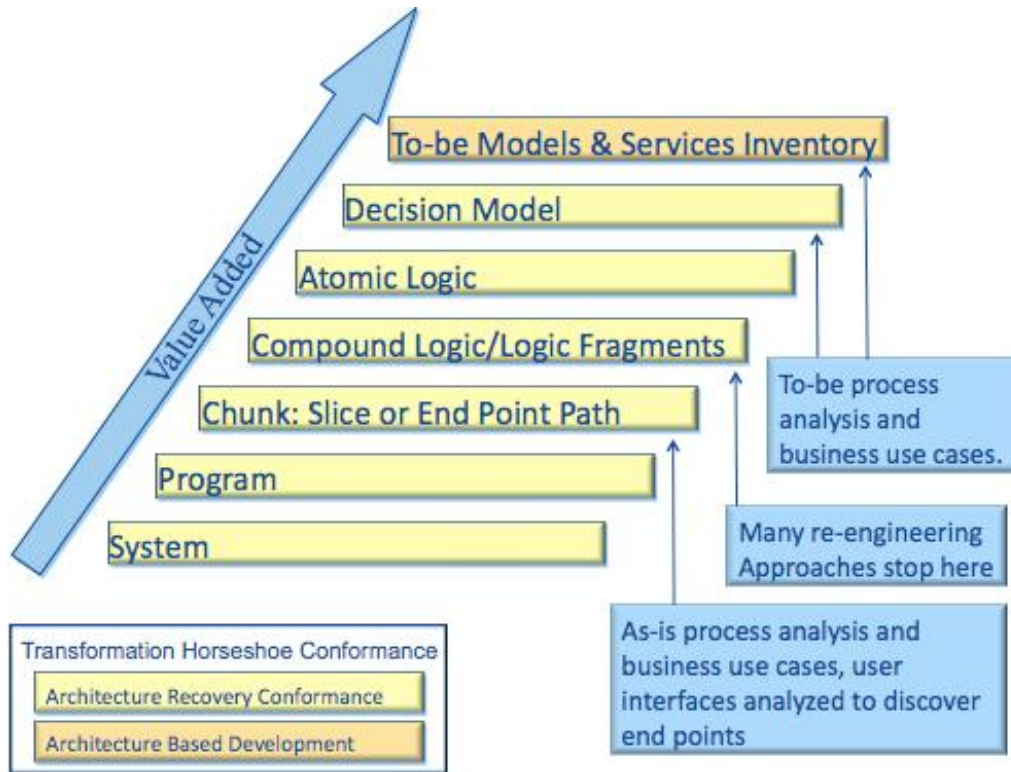 To-be Models & Services Inventory
Decision Model
Atomic Logic
Compound Logic/Logic Fragments
Chunk: Slice or End Point Path
Program
System
Value Added
To-be process
analysis and
business use cases.
Many re-engineering
Approaches stop here
As-is process analysis and
business use cases, user
interfaces analyzed to discover
end points
Transformation Horseshoe Conformance
Architecture Recovery Conformance
Architecture Based Development